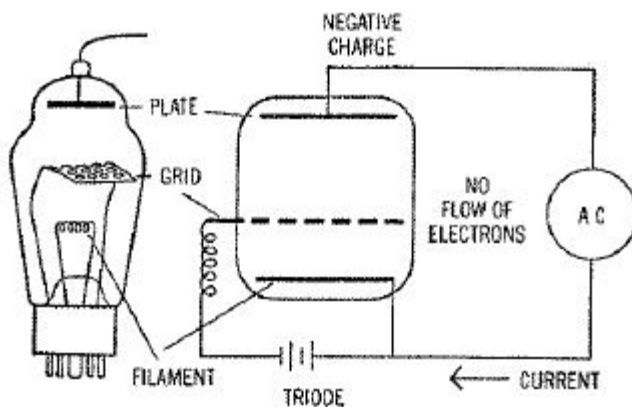 NEGATIVE
CHARGE
PLATE
GRID
NO
FLOW OF
ELECTRONS
A C
FILAMENT
TRIODE
CURRENT